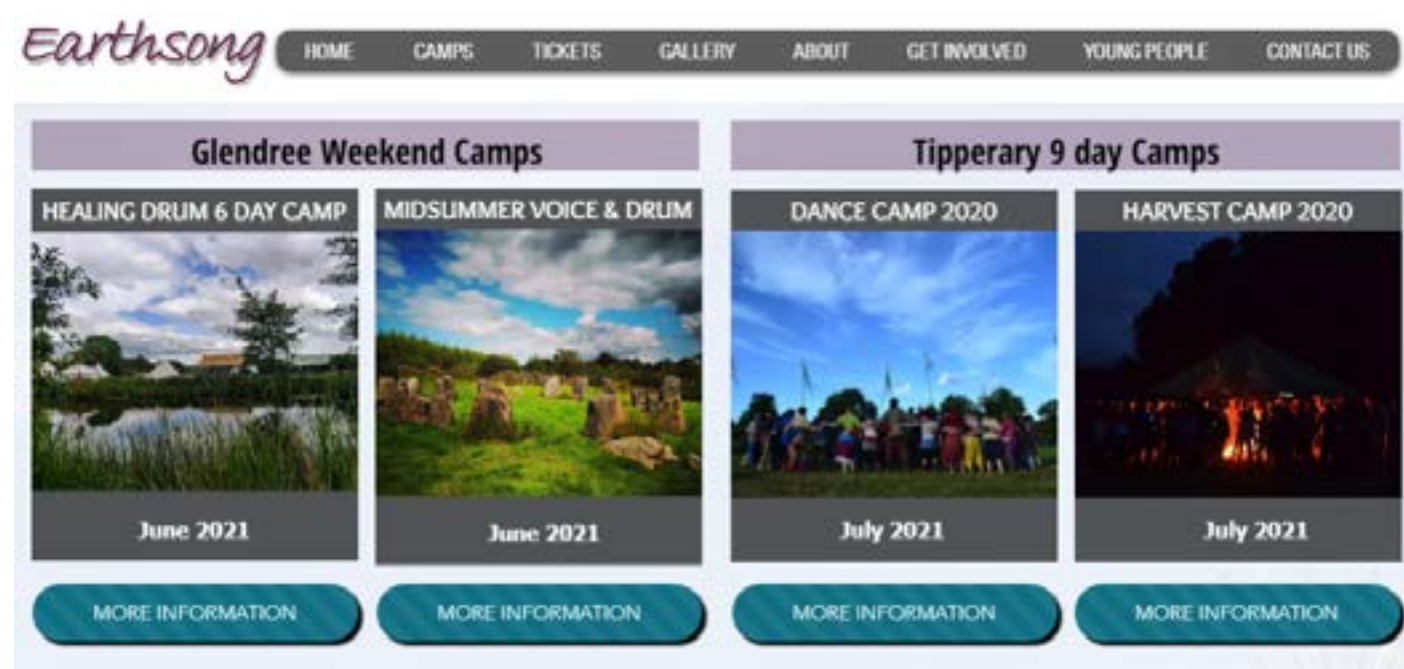 Earthsong
HOME CAMPS TICKETS GALLERY ABOUT GET INVOLVED YOUNG PEOPLE CONTACT US
Glendree Weekend Camps
Tipperary 9 day Camps
HEALING DRUM 6 DAY CAMP
MIDSUMMER VOICE & DRUM
DANCE CAMP 2020
HARVEST CAMP 2020
June 2021
June 2021
July 2021
July 2021
MORE INFORMATION
MORE INFORMATION
MORE INFORMATION
MORE INFORMATION